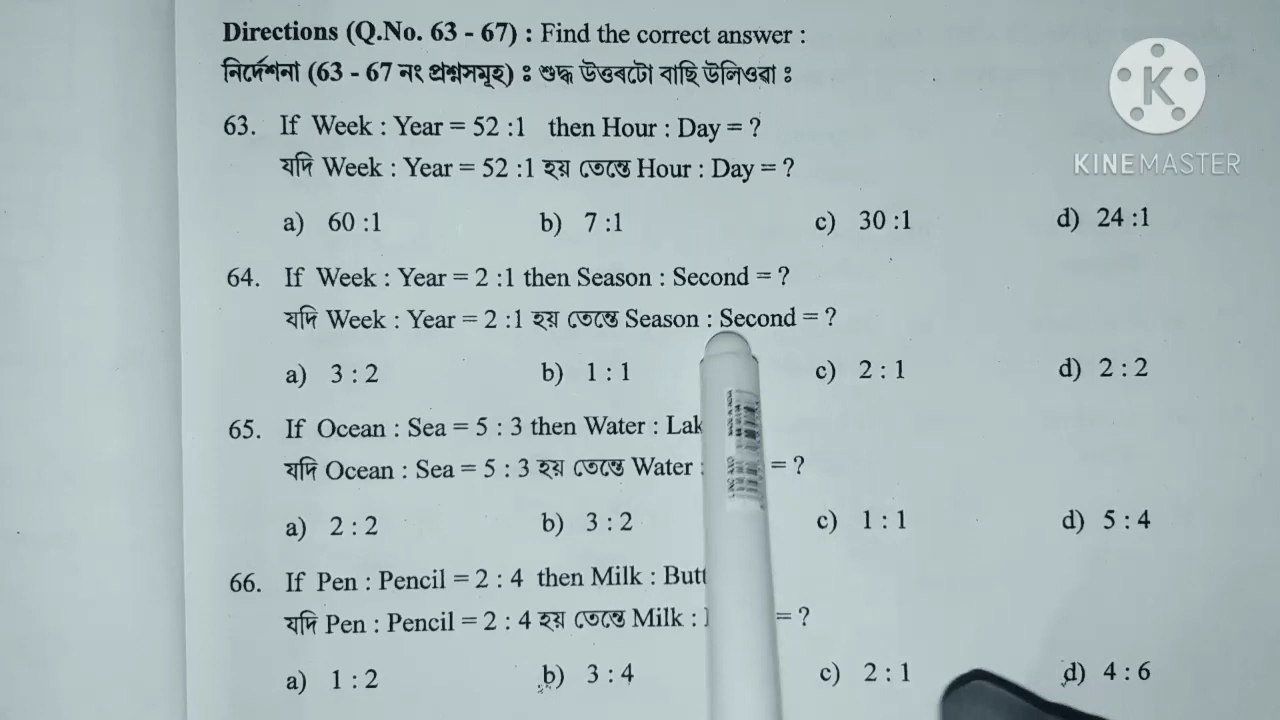 Directions (Q.No. 63 - 67) : Find the correct answer :
নির্দেশনা (63 - 67 নং প্ৰশ্নসমূহ) ঃ শুদ্ধ উত্তৰটো বাছি উলিওৱা ঃ
63. If Week : Year = 52 :1 then Hour : Day = ?
যদি Week : Year = 52 :1 হয় তেন্তে Hour : Day = ?
a) 60 :1 b) 7 :1 c) 30 :1 d) 24 :1
64. If Week : Year = 2 :1 then Season : Second = ?
যদি Week : Year = 2 :1 হয় তেন্তে Season : Second = ?
a) 3 : 2 b) 1 : 1 c) 2 : 1 d) 2 : 2
65. If Ocean : Sea = 5 : 3 then Water :
যদি Ocean : Sea = 5 : 3 হয় তেন্তে Water : = ?
a) 2 : 2 b) 3 : 2 c) 1 : 1 d) 5 : 4
66. If Pen : Pencil = 2 : 4 then Milk :
যদি Pen : Pencil = 2 : 4 হয় তেন্তে Milk : = ?
a) 1 : 2 b) 3 : 4 c) 2 : 1 d) 4 : 6
K
KINEMASTER